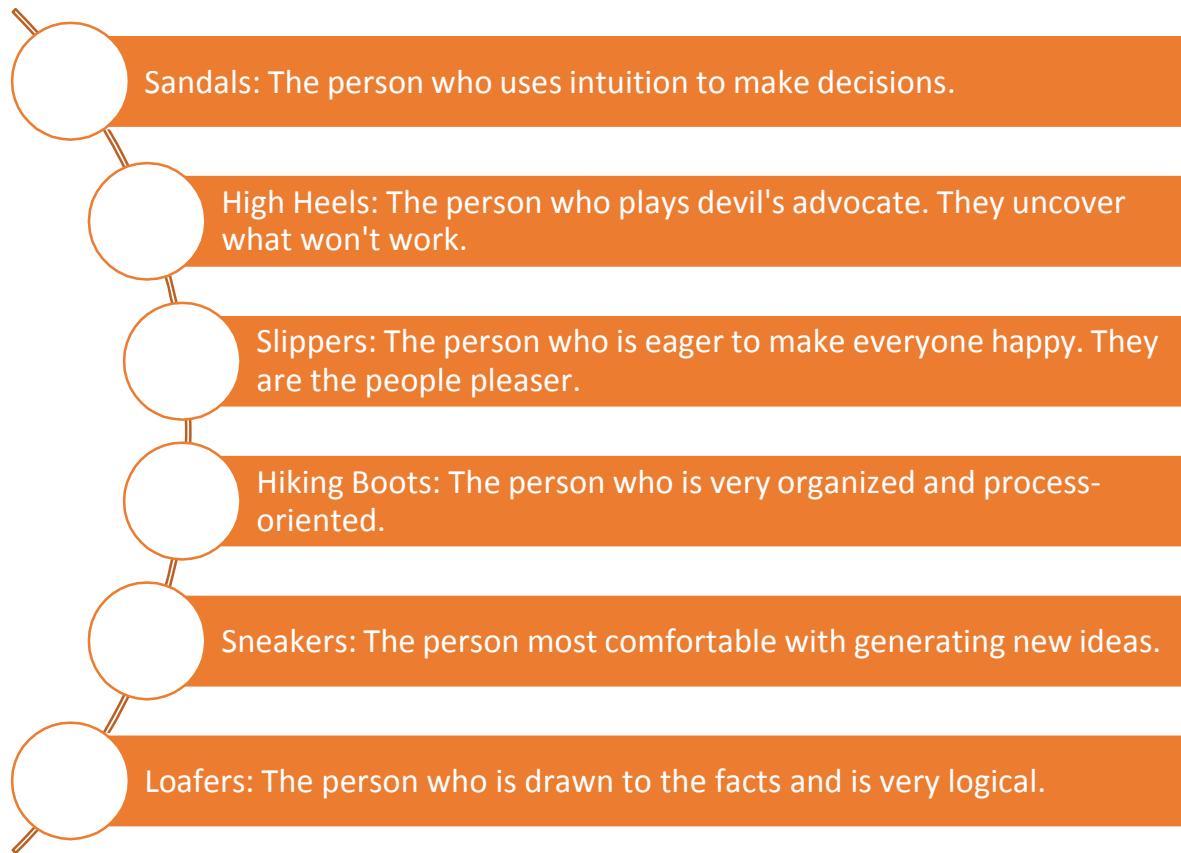 Sandals: The person who uses intuition to make decisions.
High Heels: The person who plays devil's advocate. They uncover
what won't work.
Slippers: The person who is eager to make everyone happy. They
are the people pleaser.
Hiking Boots: The person who is very organized and process-
oriented.
Sneakers: The person most comfortable with generating new ideas.
Loafers: The person who is drawn to the facts and is very logical.